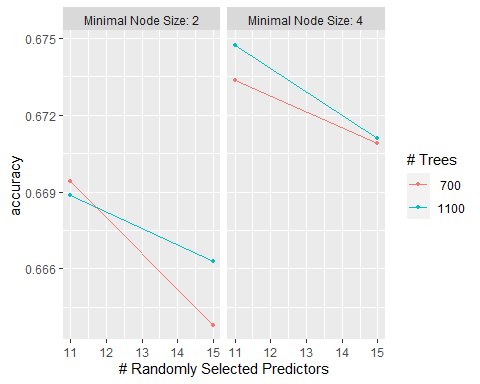 Minimal Node Size: 2
Minimal Node Size: 4
accuracy
0.675
0.672
0.669
0.666
11 12 13 14 15
11 12 13 14 15
# Randomly Selected Predictors
# Trees
700
1100